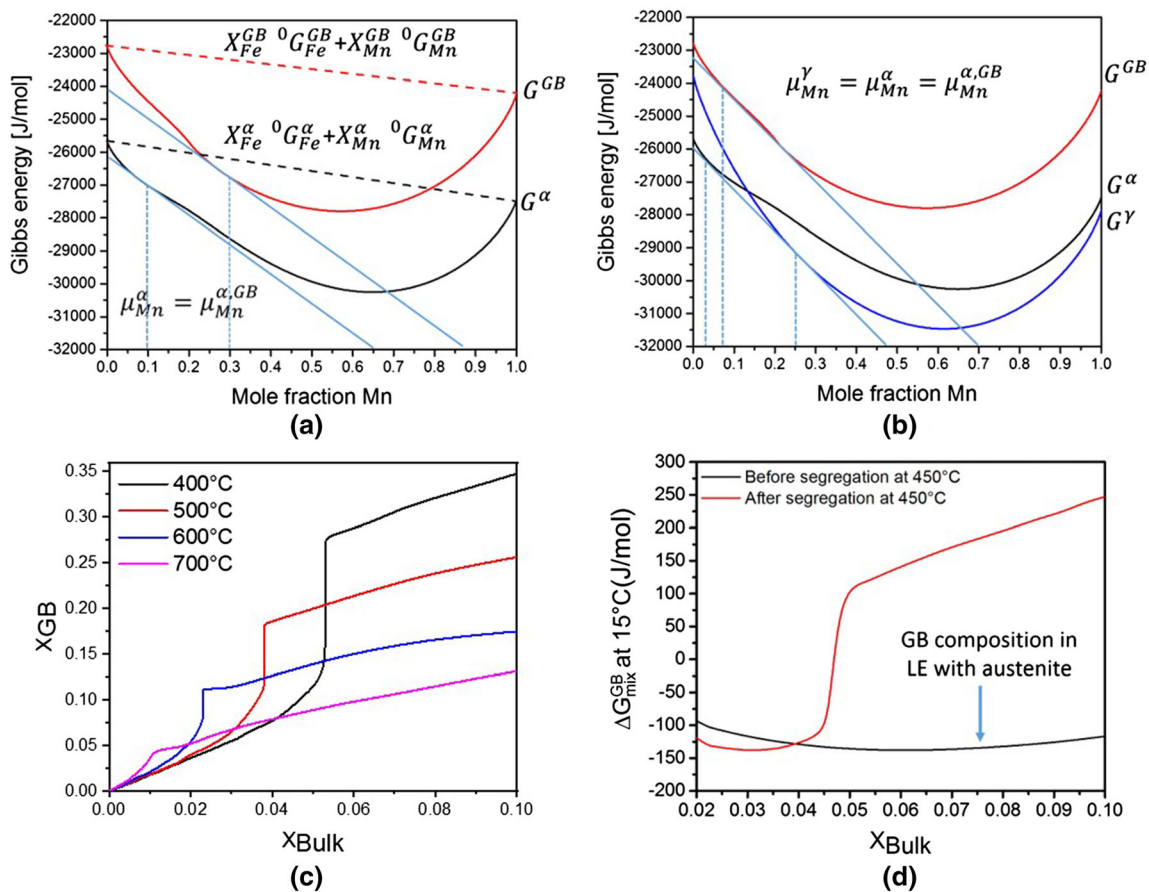 -22000
-23000
-24000
-25000
-26000
-27000
-28000
-29000
-30000
-31000
-32000
Gibbs energy [J/mol]
X_Fe^GB ⁰G_Fe^GB+X_Mn^GB ⁰G_Mn^GB
G^GB
X_Fe^α ⁰G_Fe^α+X_Mn^α ⁰G_Mn^α
G^α
μ_Mn^α = μ_Mn^α,GB
0.0 0.1 0.2 0.3 0.4 0.5 0.6 0.7 0.8 0.9 1.0
Mole fraction Mn
(a)
-22000
-23000
-24000
-25000
-26000
-27000
-28000
-29000
-30000
-31000
-32000
Gibbs energy [J/mol]
μ_Mn^γ = μ_Mn^α = μ_Mn^α,GB
G^GB
G^α
G^γ
0.0 0.1 0.2 0.3 0.4 0.5 0.6 0.7 0.8 0.9 1.0
Mole fraction Mn
(b)
0.35
0.30
0.25
0.20
0.15
0.10
0.05
0.00
X_GB
400°C
500°C
600°C
700°C
0.00 0.02 0.04 0.06 0.08 0.10
X_Bulk
(c)
300
250
200
150
100
50
0
-50
-100
-150
-200
ΔG_mix^GB at 15°C(J/mol)
Before segregation at 450°C
After segregation at 450°C
GB composition in
LE with austenite
0.02 0.03 0.04 0.05 0.06 0.07 0.08 0.09 0.10
X_Bulk
(d)